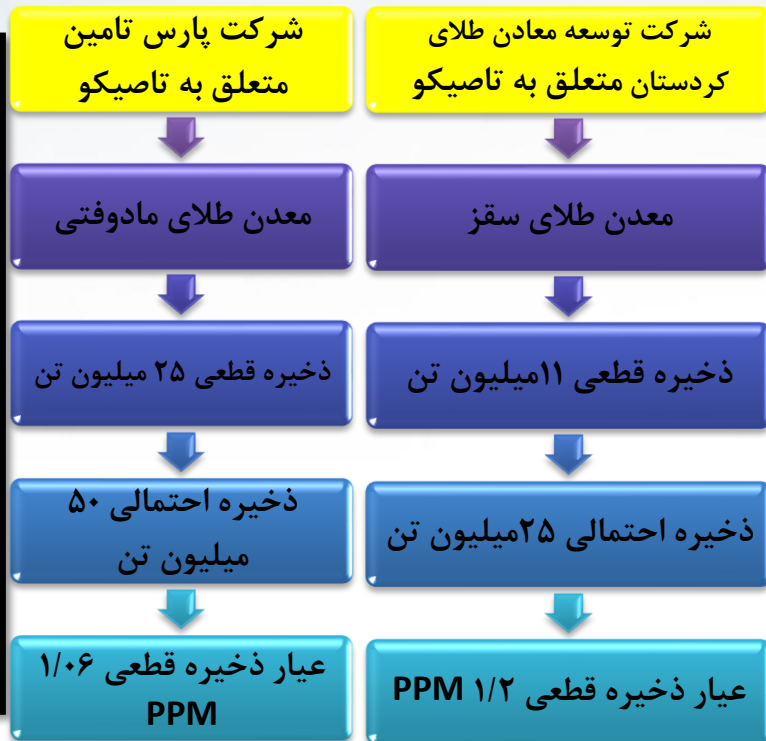 شرکت توسعه معادن طلای
کردستان متعلق به تاصیکو
معدن طلای سقز
ذخیره قطعی ۱۱میلیون تن
ذخیره احتمالی ۲۵میلیون تن
عیار ذخیره قطعی ۱/۲ PPM
شرکت پارس تامین
متعلق به تاصیکو
معدن طلای مادوفتی
ذخیره قطعی ۲۵ میلیون تن
ذخیره احتمالی ۵۰
میلیون تن
عیار ذخیره قطعی ۱/۰۶
PPM